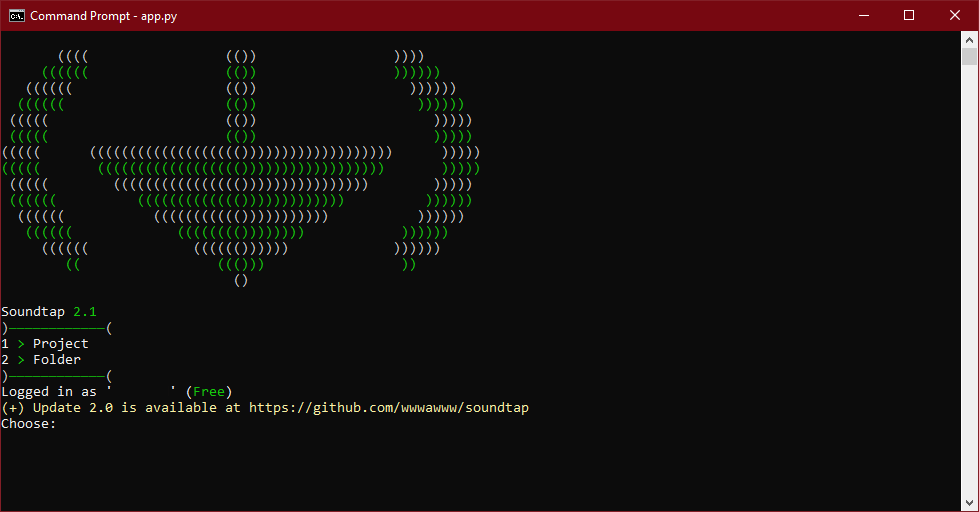 Command Prompt - app.py
Soundtap 2.1
)────────────(
1 > Project
2 > Folder
)────────────(
Logged in as '       ' (Free)
(+) Update 2.0 is available at https://github.com/wwwawww/soundtap
Choose: